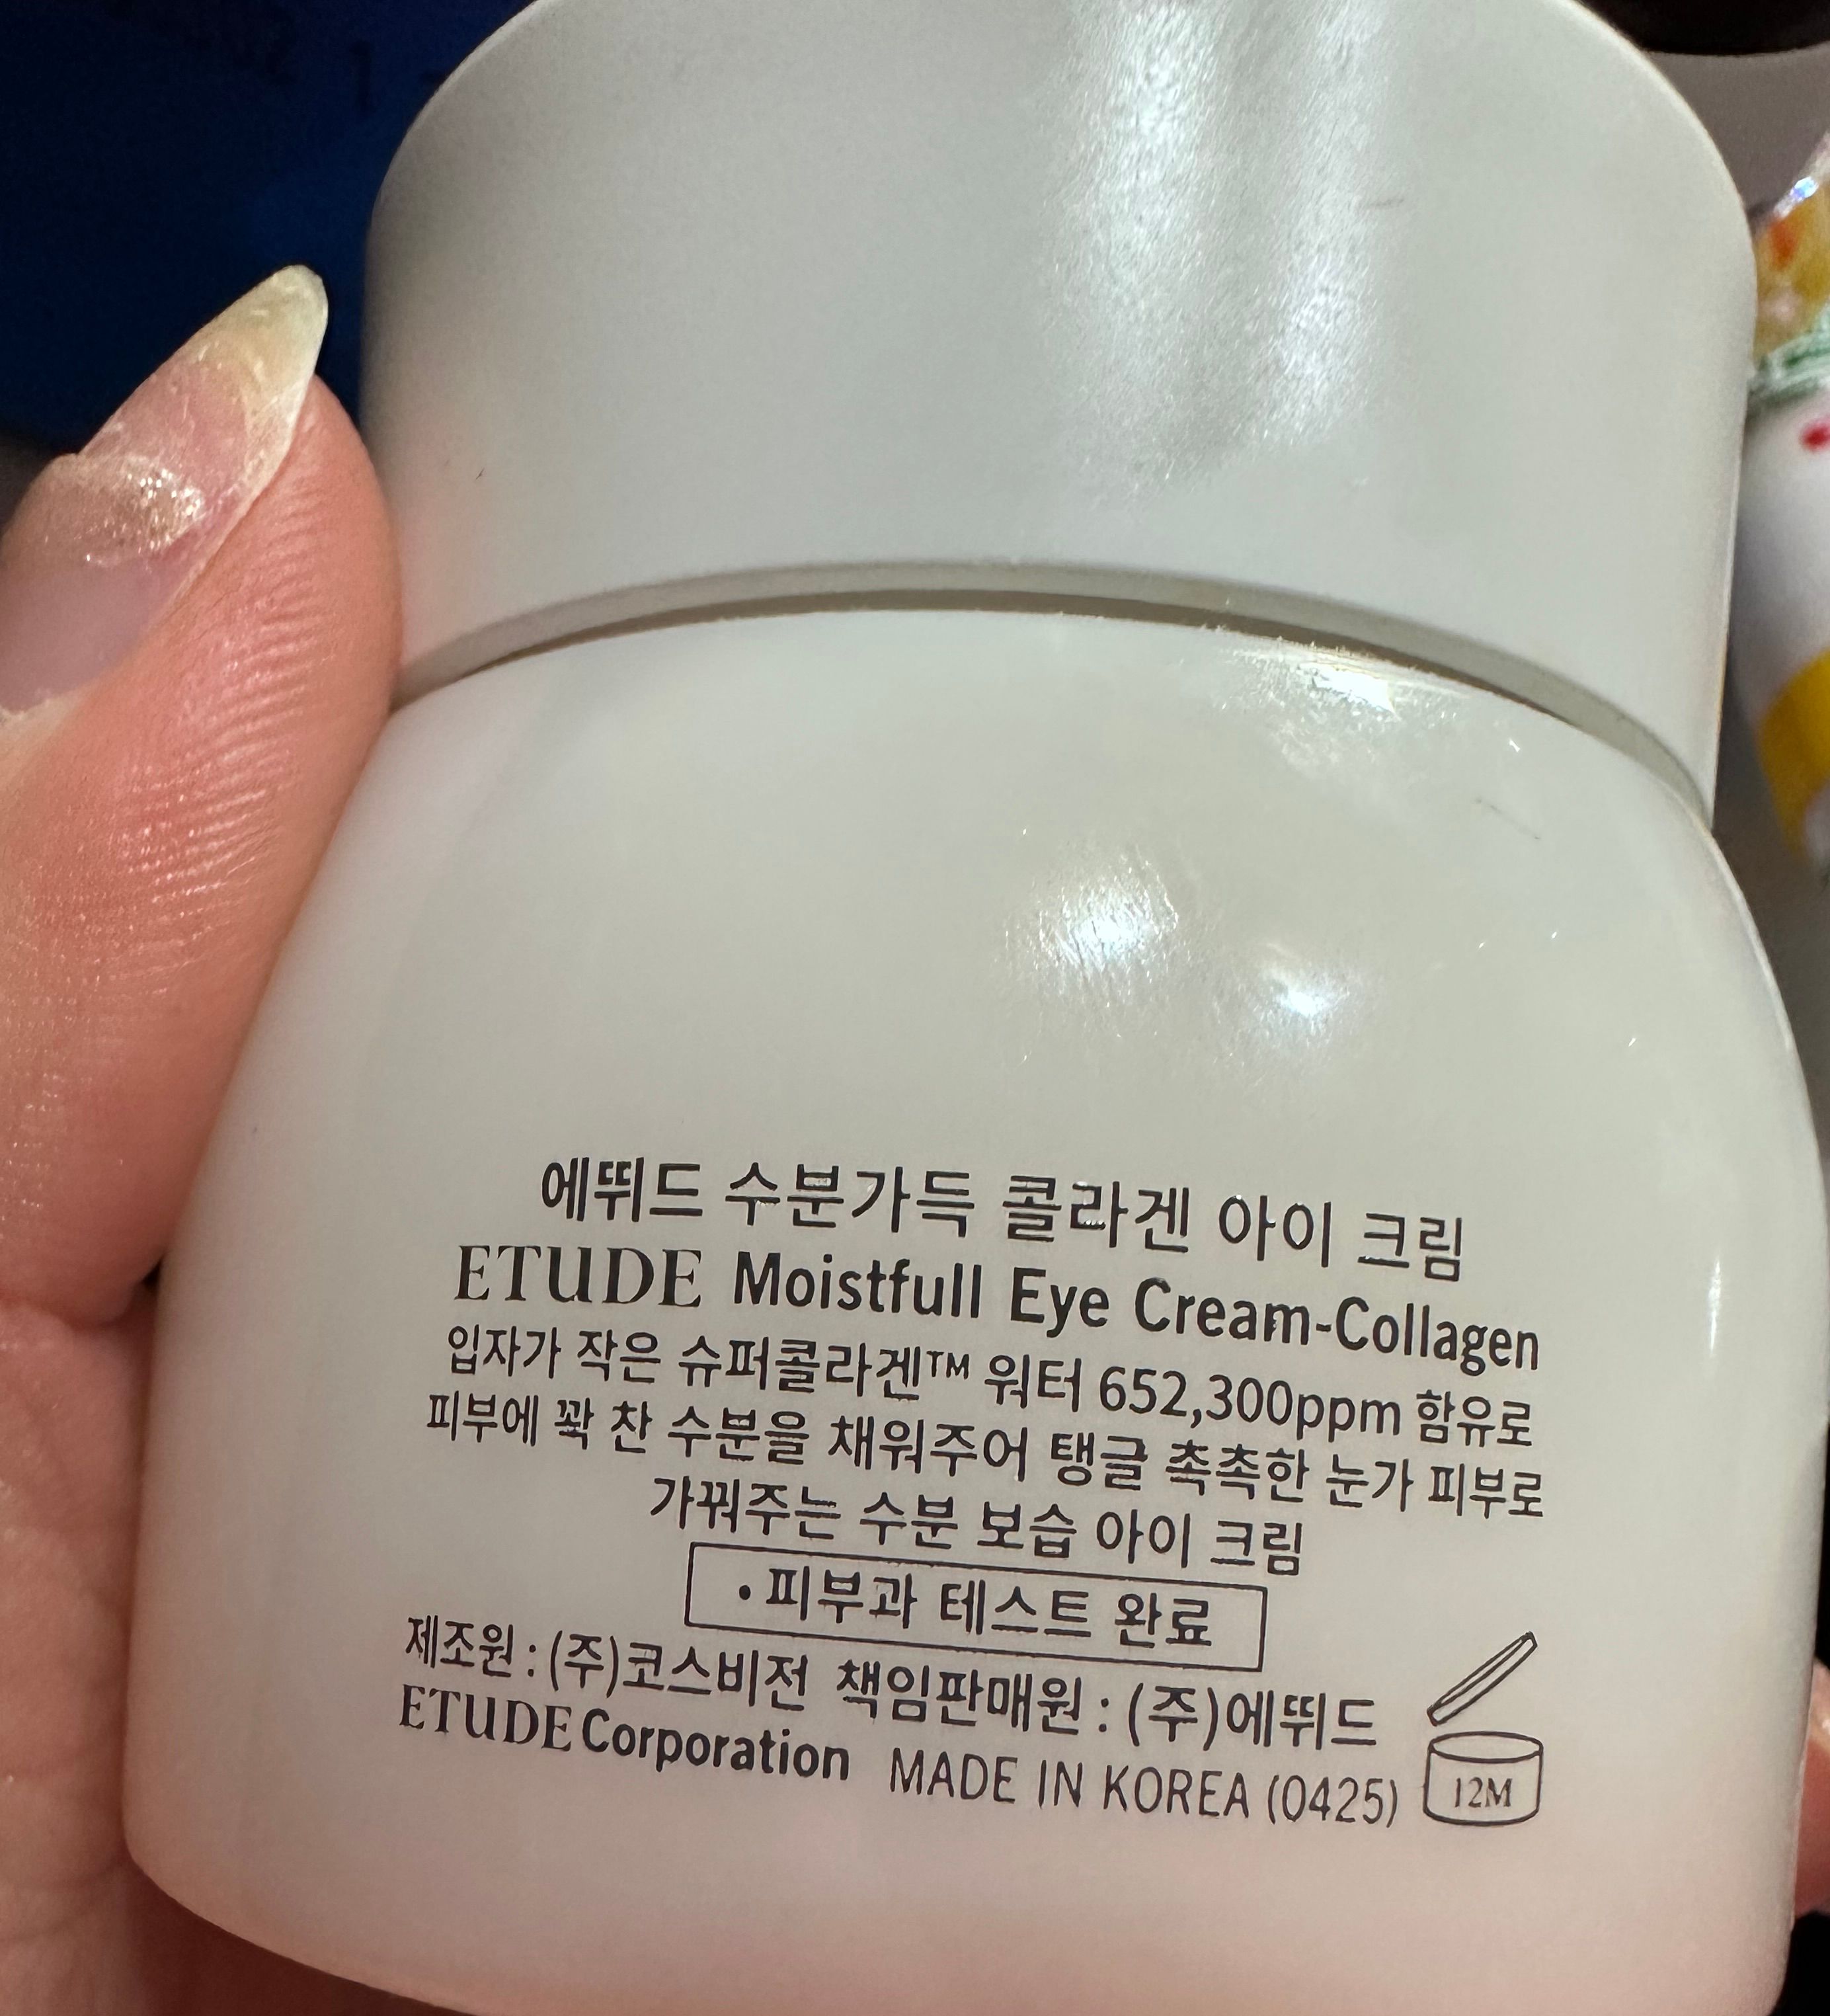 에뛰드 수분가득 콜라겐 아이 크림
ETUDE Moistfull Eye Cream-Collagen
입자가 작은 슈퍼콜라겐™ 워터 652,300ppm 함유로
피부에 꽉 찬 수분을 채워주어 탱글 촉촉한 눈가 피부로
가꿔주는 수분 보습 아이 크림
•피부과 테스트 완료
제조원 : (주)코스비전 책임판매원 : (주)에뛰드
ETUDE Corporation MADE IN KOREA (0425)
12M